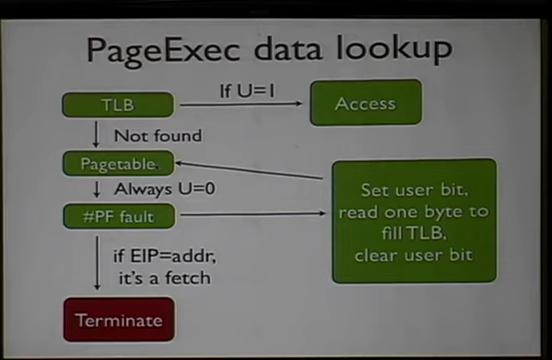 PageExec data lookup
TLB
If U=1
Access
Not found
Pagetable
Always U=0
#PF fault
Set user bit,
read one byte to
fill TLB,
clear user bit
if EIP=addr,
it's a fetch
Terminate